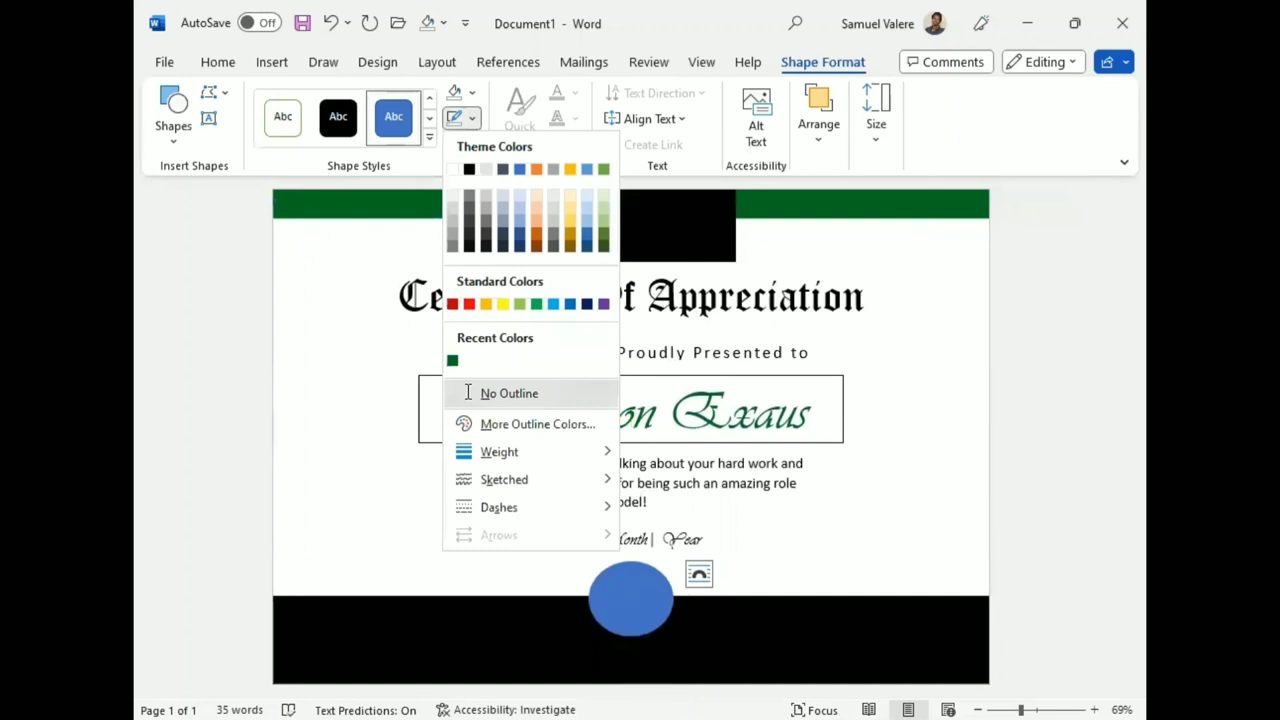 AutoSave Off Document1 - Word Samuel Valere
File Home Insert Draw Design Layout References Mailings Review View Help Shape Format Comments Editing
Abc Abc Abc
Shapes
Quick
Text Direction
Align Text
Create Link
Alt
Text
Arrange
Size
Insert Shapes Shape Styles Text Accessibility
Theme Colors
Standard Colors
Recent Colors
No Outline
More Outline Colors...
Weight
Sketched
Dashes
Arrows
Appreciation
Proudly Presented to
on Exaus
lking about your hard work and
for being such an amazing role
odel!
onth| Year
Page 1 of 1 35 words Text Predictions: On Accessibility: Investigate Focus 69%